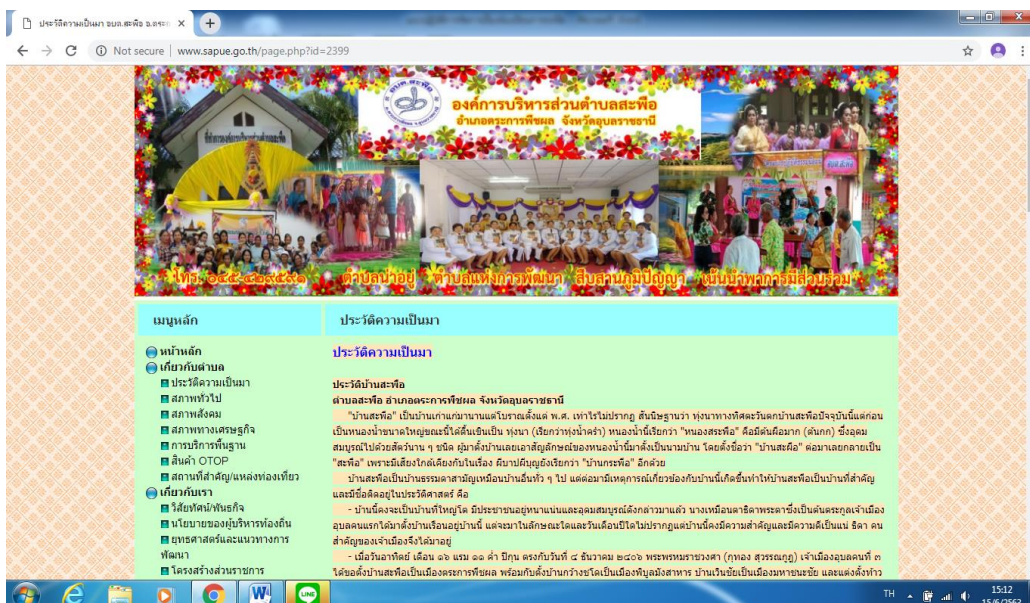 ประวัติความเป็นมา อบต.สะพือ อ.ตระก
Not secure | www.sapue.go.th/page.php?id=2399
องค์การบริหารส่วนตำบลสะพือ
อำเภอตระการพืชผล จังหวัดอุบลราชธานี
โทร. ๐๔๕-๔๒๙๕๙๑ ตำบลน่าอยู่ ตำบลแห่งการพัฒนา สืบสานภูมิปัญญา เน้นนำพาการมีส่วนร่วม
เมนูหลัก
ประวัติความเป็นมา
หน้าหลัก
เกี่ยวกับตำบล
ประวัติความเป็นมา
สภาพทั่วไป
สภาพสังคม
สภาพทางเศรษฐกิจ
การบริการพื้นฐาน
สินค้า OTOP
สถานที่สำคัญ/แหล่งท่องเที่ยว
เกี่ยวกับเรา
วิสัยทัศน์/พันธกิจ
นโยบายของผู้บริหารท้องถิ่น
ยุทธศาสตร์และแนวทางการ
พัฒนา
โครงสร้างส่วนราชการ
ประวัติความเป็นมา
ประวัติบ้านสะพือ
ตำบลสะพือ อำเภอตระการพืชผล จังหวัดอุบลราชธานี
"บ้านสะพือ" เป็นบ้านเก่าแก่มานานแต่โบราณตั้งแต่ พ.ศ. เท่าไรไม่ปรากฏ สันนิษฐานว่า ทุ่งนาทางทิศตะวันตกบ้านสะพือปัจจุบันนี้แต่ก่อน
เป็นหนองน้ำขนาดใหญ่ขณะนี้ได้ตื้นเขินเป็น ทุ่งนา (เรียกว่าทุ่งน้ำคร่ำ) หนองน้ำนี้เรียกว่า "หนองสระพือ" คือมีต้นผือมาก (ต้นกก) ซึ่งอุดม
สมบูรณ์ไปด้วยสัตว์นาน ๆ ชนิด ผู้มาตั้งบ้านเลยเอาสัญลักษณ์ของหนองน้ำนี้มาตั้งเป็นนามบ้าน โดยตั้งชื่อว่า "บ้านสะผือ" ต่อมาเลยกลายเป็น
"สะพือ" เพราะมีเสียงใกล้เคียงกับในเรื่อง ผีบาปผีบุญยังเรียกว่า "บ้านกระพือ" อีกด้วย
บ้านสะพือเป็นบ้านธรรมดาสามัญเหมือนบ้านอื่นทั่ว ๆ ไป แต่ต่อมามีเหตุการณ์เกี่ยวข้องกับบ้านนี้เกิดขึ้นทำให้บ้านสะพือเป็นบ้านที่สำคัญ
และมีชื่อติดอยู่ในประวัติศาสตร์ คือ
- บ้านนี้คงจะเป็นบ้านที่ใหญ่โต มีประชาชนอยู่หนาแน่นและอุดมสมบูรณ์ดังกล่าวมาแล้ว นางเหมือนตาธิดาพระตาซึ่งเป็นต้นตระกูลเจ้าเมือง
อุบลคนแรกได้มาตั้งบ้านเรือนอยู่บ้านนี้ แต่จะมาในลักษณะใดและวันเดือนปีใดไม่ปรากฏแต่บ้านนี้คงมีความสำคัญและมีความดีเป็นแน่ ธิดา คน
สำคัญของเจ้าเมืองจึงได้มาอยู่
- เมื่อวันอาทิตย์ เดือน ๑๖ แรม ๑๑ ค่ำ ปีกุน ตรงกับวันที่ ๔ ธันวาคม ๒๔๐๖ พระพรหมราชวงศา (กุทอง สุวรรณกูฏ) เจ้าเมืองอุบลคนที่ ๓
ได้ขอตั้งบ้านสะพือเป็นเมืองตระการพืชผล พร้อมกับตั้งบ้านกว้างชโดเป็นเมืองพิบูลมังสาหาร บ้านเวินชัยเป็นเมืองมหาชนะชัย และแต่งตั้งท้าว
TH
15:12
15/6/2563